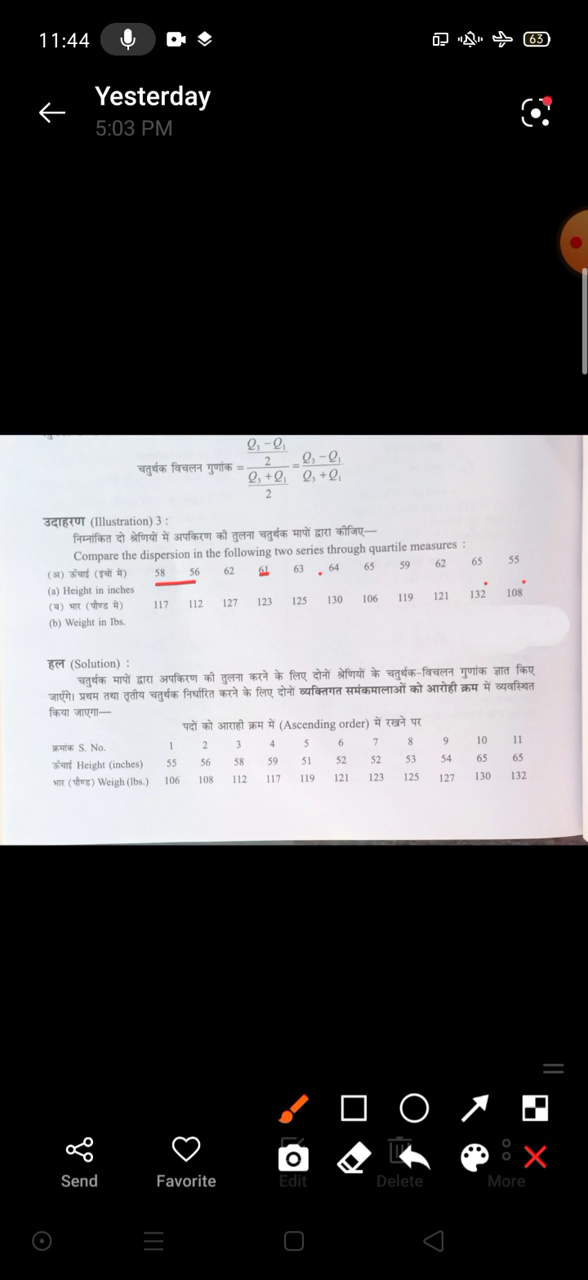 11:44
63
Yesterday
5:03 PM
चतुर्थक विचलन गुणांक = \frac{\frac{Q₃ – Q₁}{2}}{\frac{Q₃ + Q₁}{2}} = \frac{Q₃ – Q₁}{Q₃ + Q₁}
उदाहरण (Illustration) 3 :
निम्नांकित दो श्रेणियों में अपकिरण की तुलना चतुर्थक मापों द्वारा कीजिए—
Compare the dispersion in the following two series through quartile measures :
(अ) ऊँचाई (इंचों में) 58 56 62 61 63 64 65 59 62 65 55
(a) Height in inches
(ब) भार (पौण्ड में) 117 112 127 123 125 130 106 119 121 132 108
(b) Weight in Ibs.
हल (Solution) :
चतुर्थक मापों द्वारा अपकिरण की तुलना करने के लिए दोनों श्रेणियों के चतुर्थक-विचलन गुणांक ज्ञात किए
जाएँगे। प्रथम तथा तृतीय चतुर्थक निर्धारित करने के लिए दोनों व्यक्तिगत समंकमालाओं को आरोही क्रम में व्यवस्थित
किया जाएगा—
पदों को आराही क्रम में (Ascending order) में रखने पर
क्रमांक S. No. 1 2 3 4 5 6 7 8 9 10 11
ऊंचाई Height (inches) 55 56 58 59 51 52 52 53 54 65 65
भार (पौण्ड) Weigh (Ibs.) 106 108 112 117 119 121 123 125 127 130 132
Send
Favorite
Edit
Delete
More